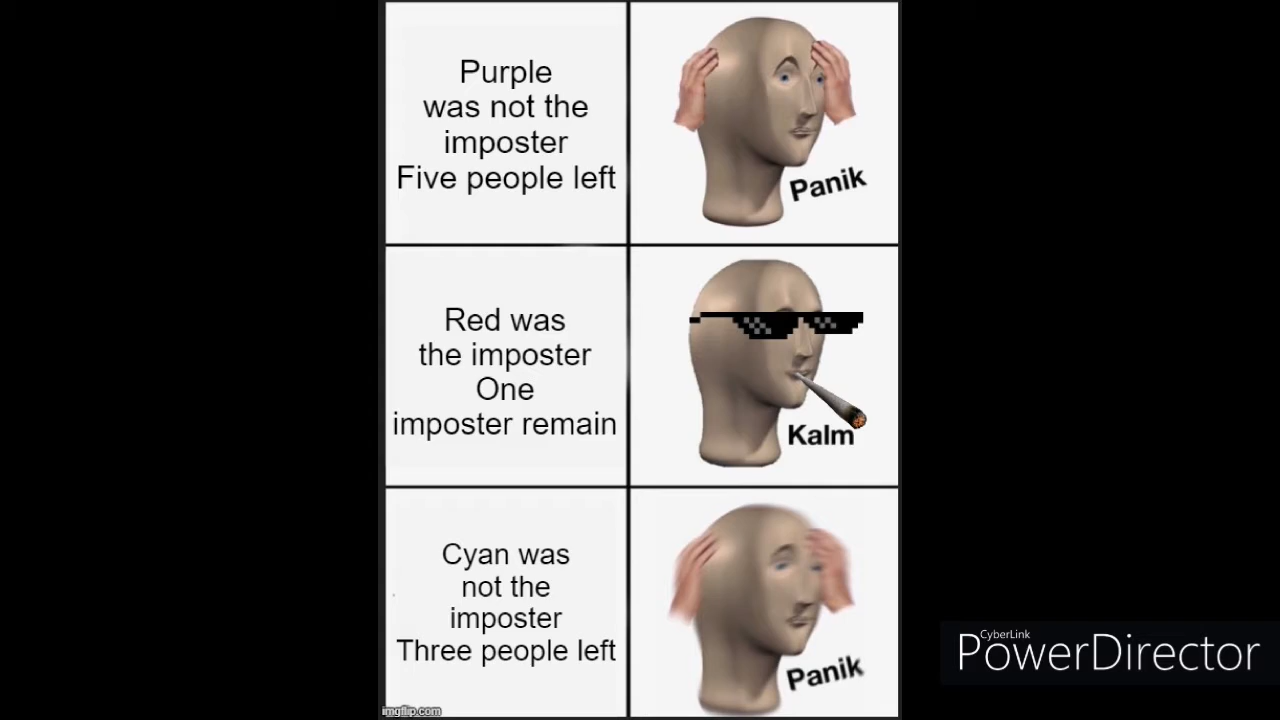 Purple
was not the
imposter
Five people left
Panik
Red was
the imposter
One
imposter remain
Kalm
Cyan was
not the
imposter
Three people left
Panik
imgflip.com
CyberLink
PowerDirector